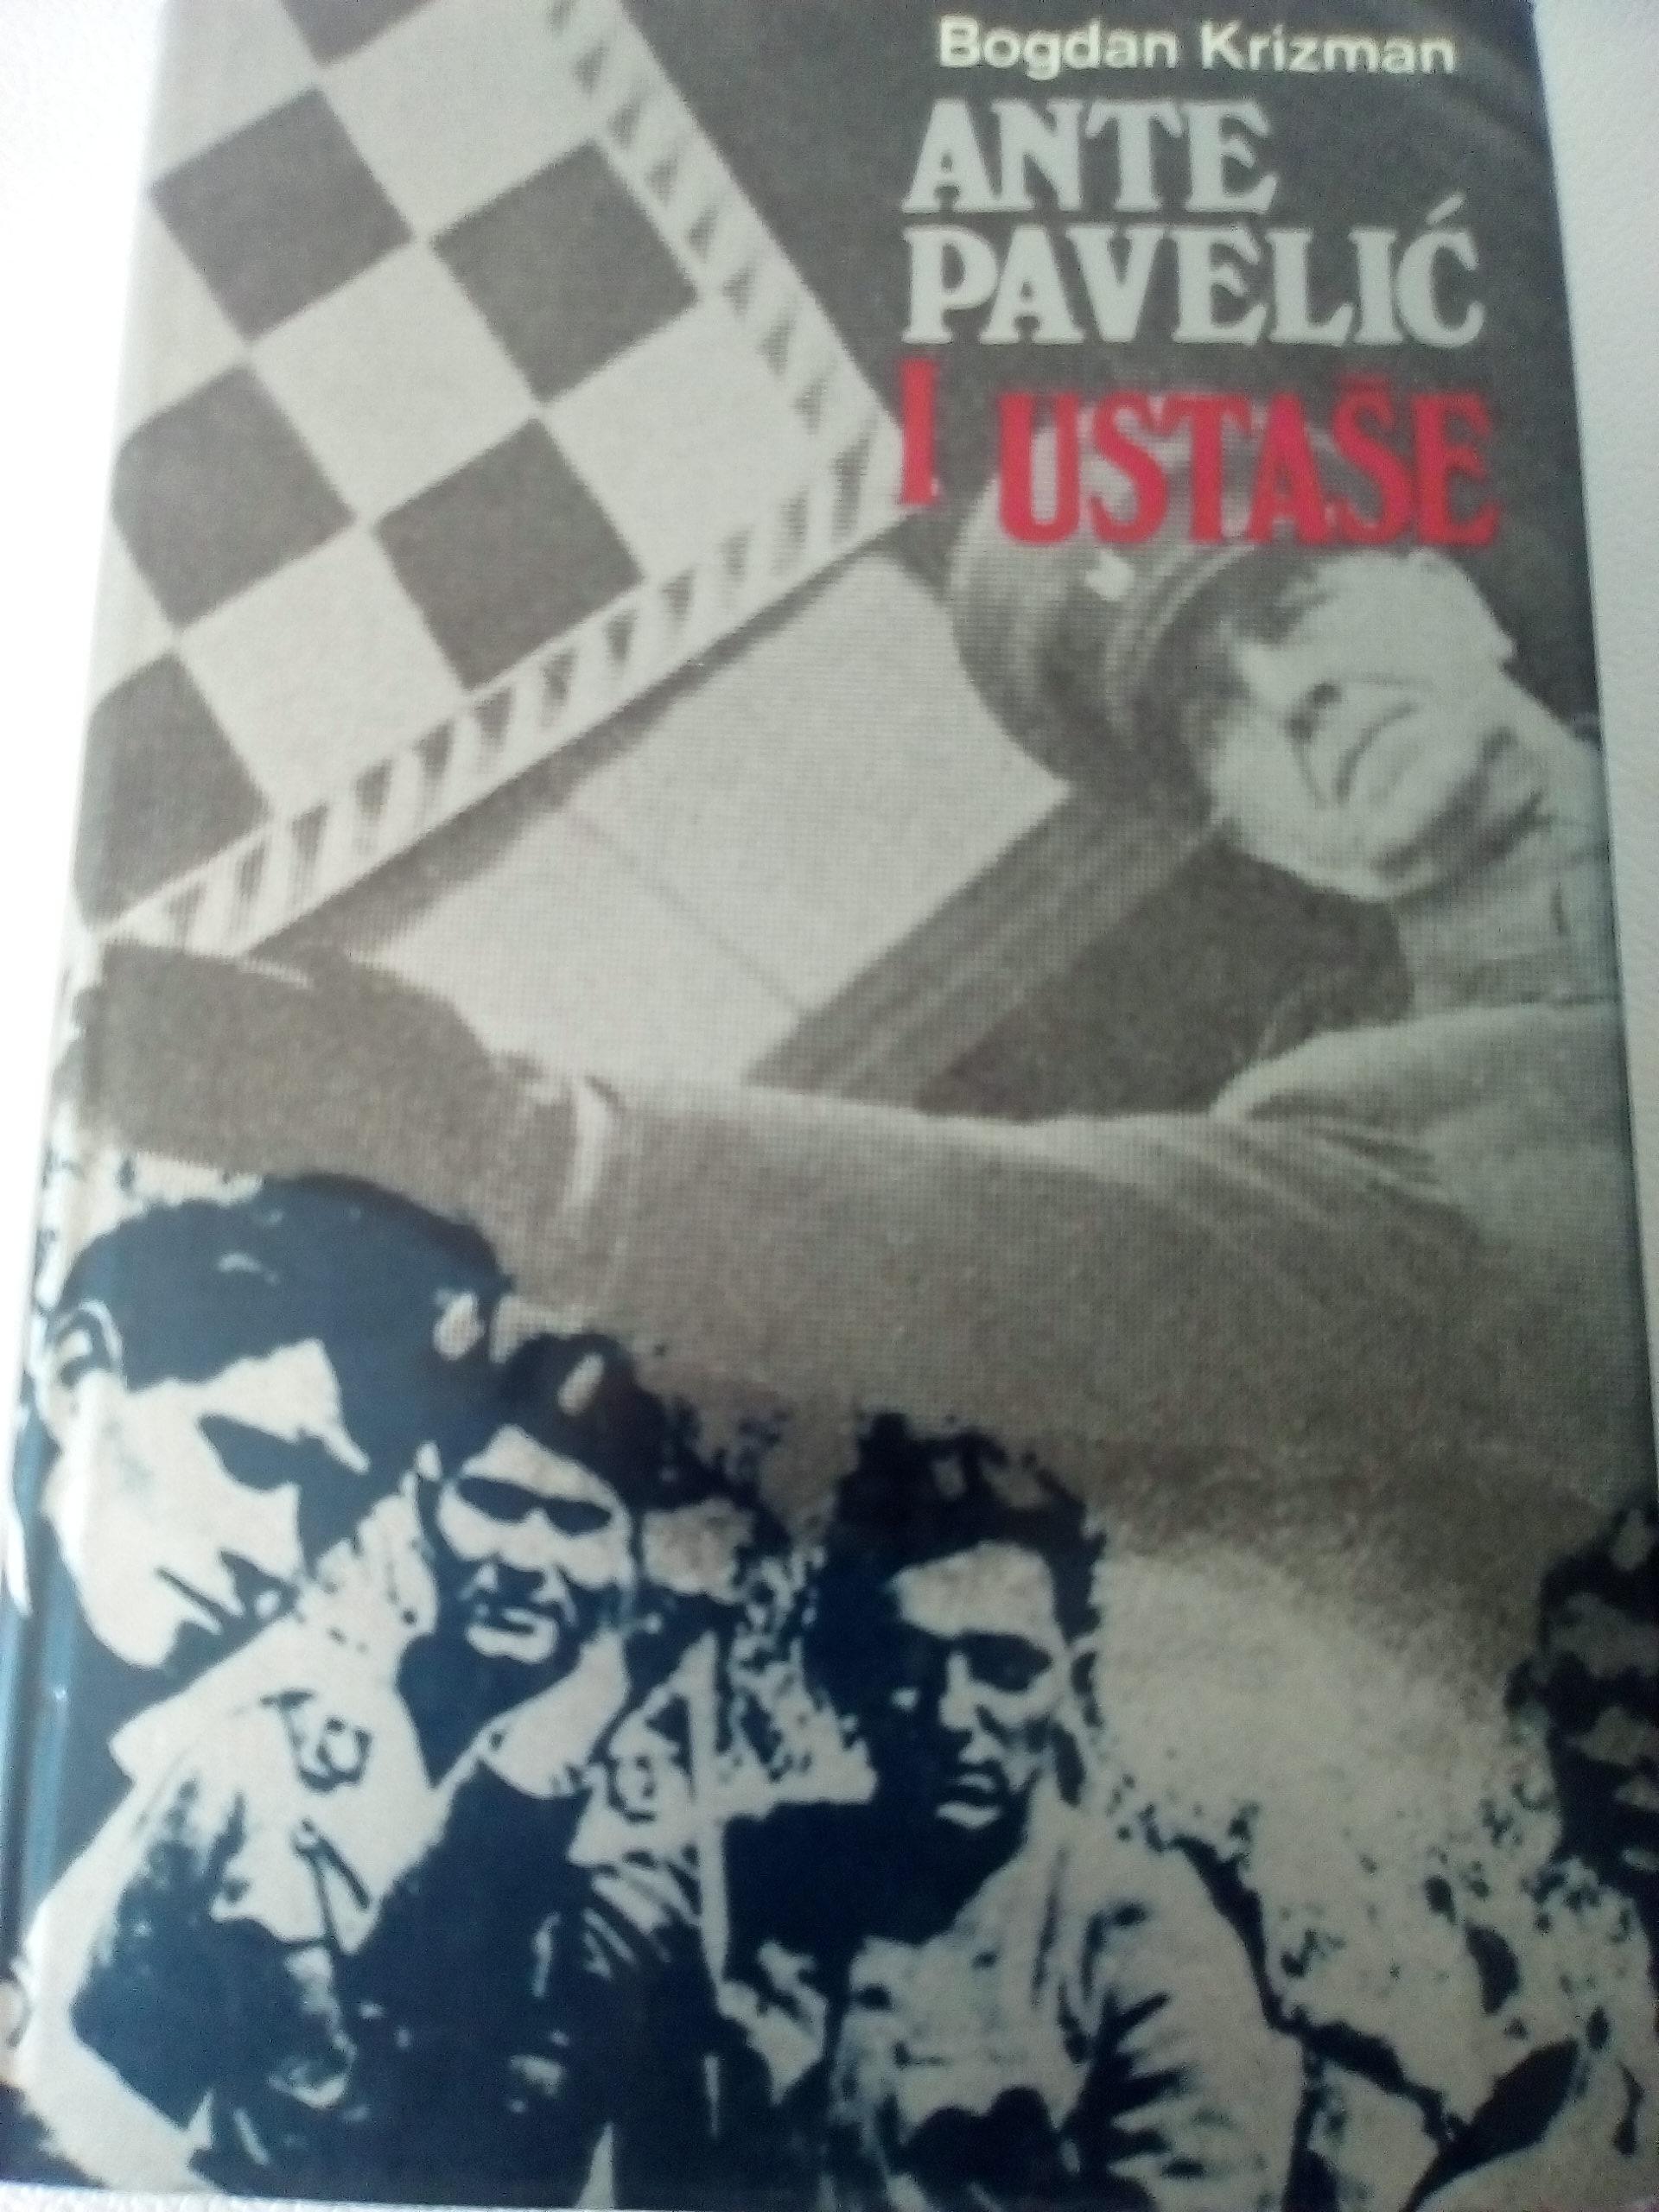 Bogdan Krizman
ANTE
PAVELIĆ
I USTAŠE